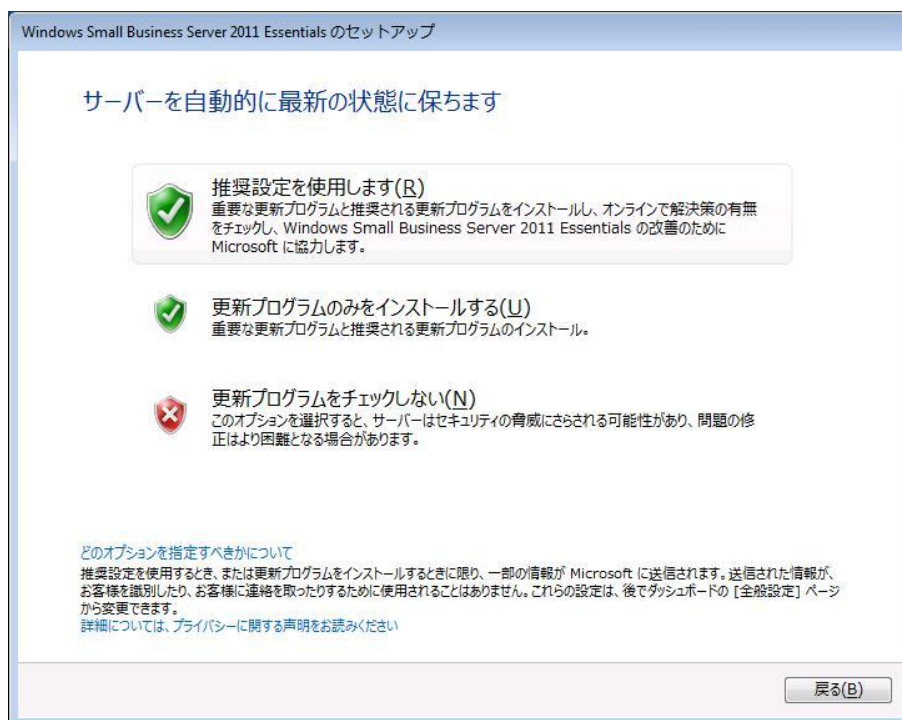 Windows Small Business Server 2011 Essentials のセットアップ
サーバーを自動的に最新の状態に保ちます
推奨設定を使用します(R)
重要な更新プログラムと推奨される更新プログラムをインストールし、オンラインで解決策の有無
をチェックし、Windows Small Business Server 2011 Essentials の改善のために
Microsoft に協力します。
更新プログラムのみをインストールする(U)
重要な更新プログラムと推奨される更新プログラムのインストール。
更新プログラムをチェックしない(N)
このオプションを選択すると、サーバーはセキュリティの脅威にさらされる可能性があり、問題の修
正はより困難となる場合があります。
どのオプションを指定すべきかについて
推奨設定を使用するとき、または更新プログラムをインストールするときに限り、一部の情報が Microsoft に送信されます。送信された情報が、
お客様を識別したり、お客様に連絡を取ったりするために使用されることはありません。これらの設定は、後でダッシュボードの [全般設定] ページ
から変更できます。
詳細については、プライバシーに関する声明をお読みください
戻る(B)